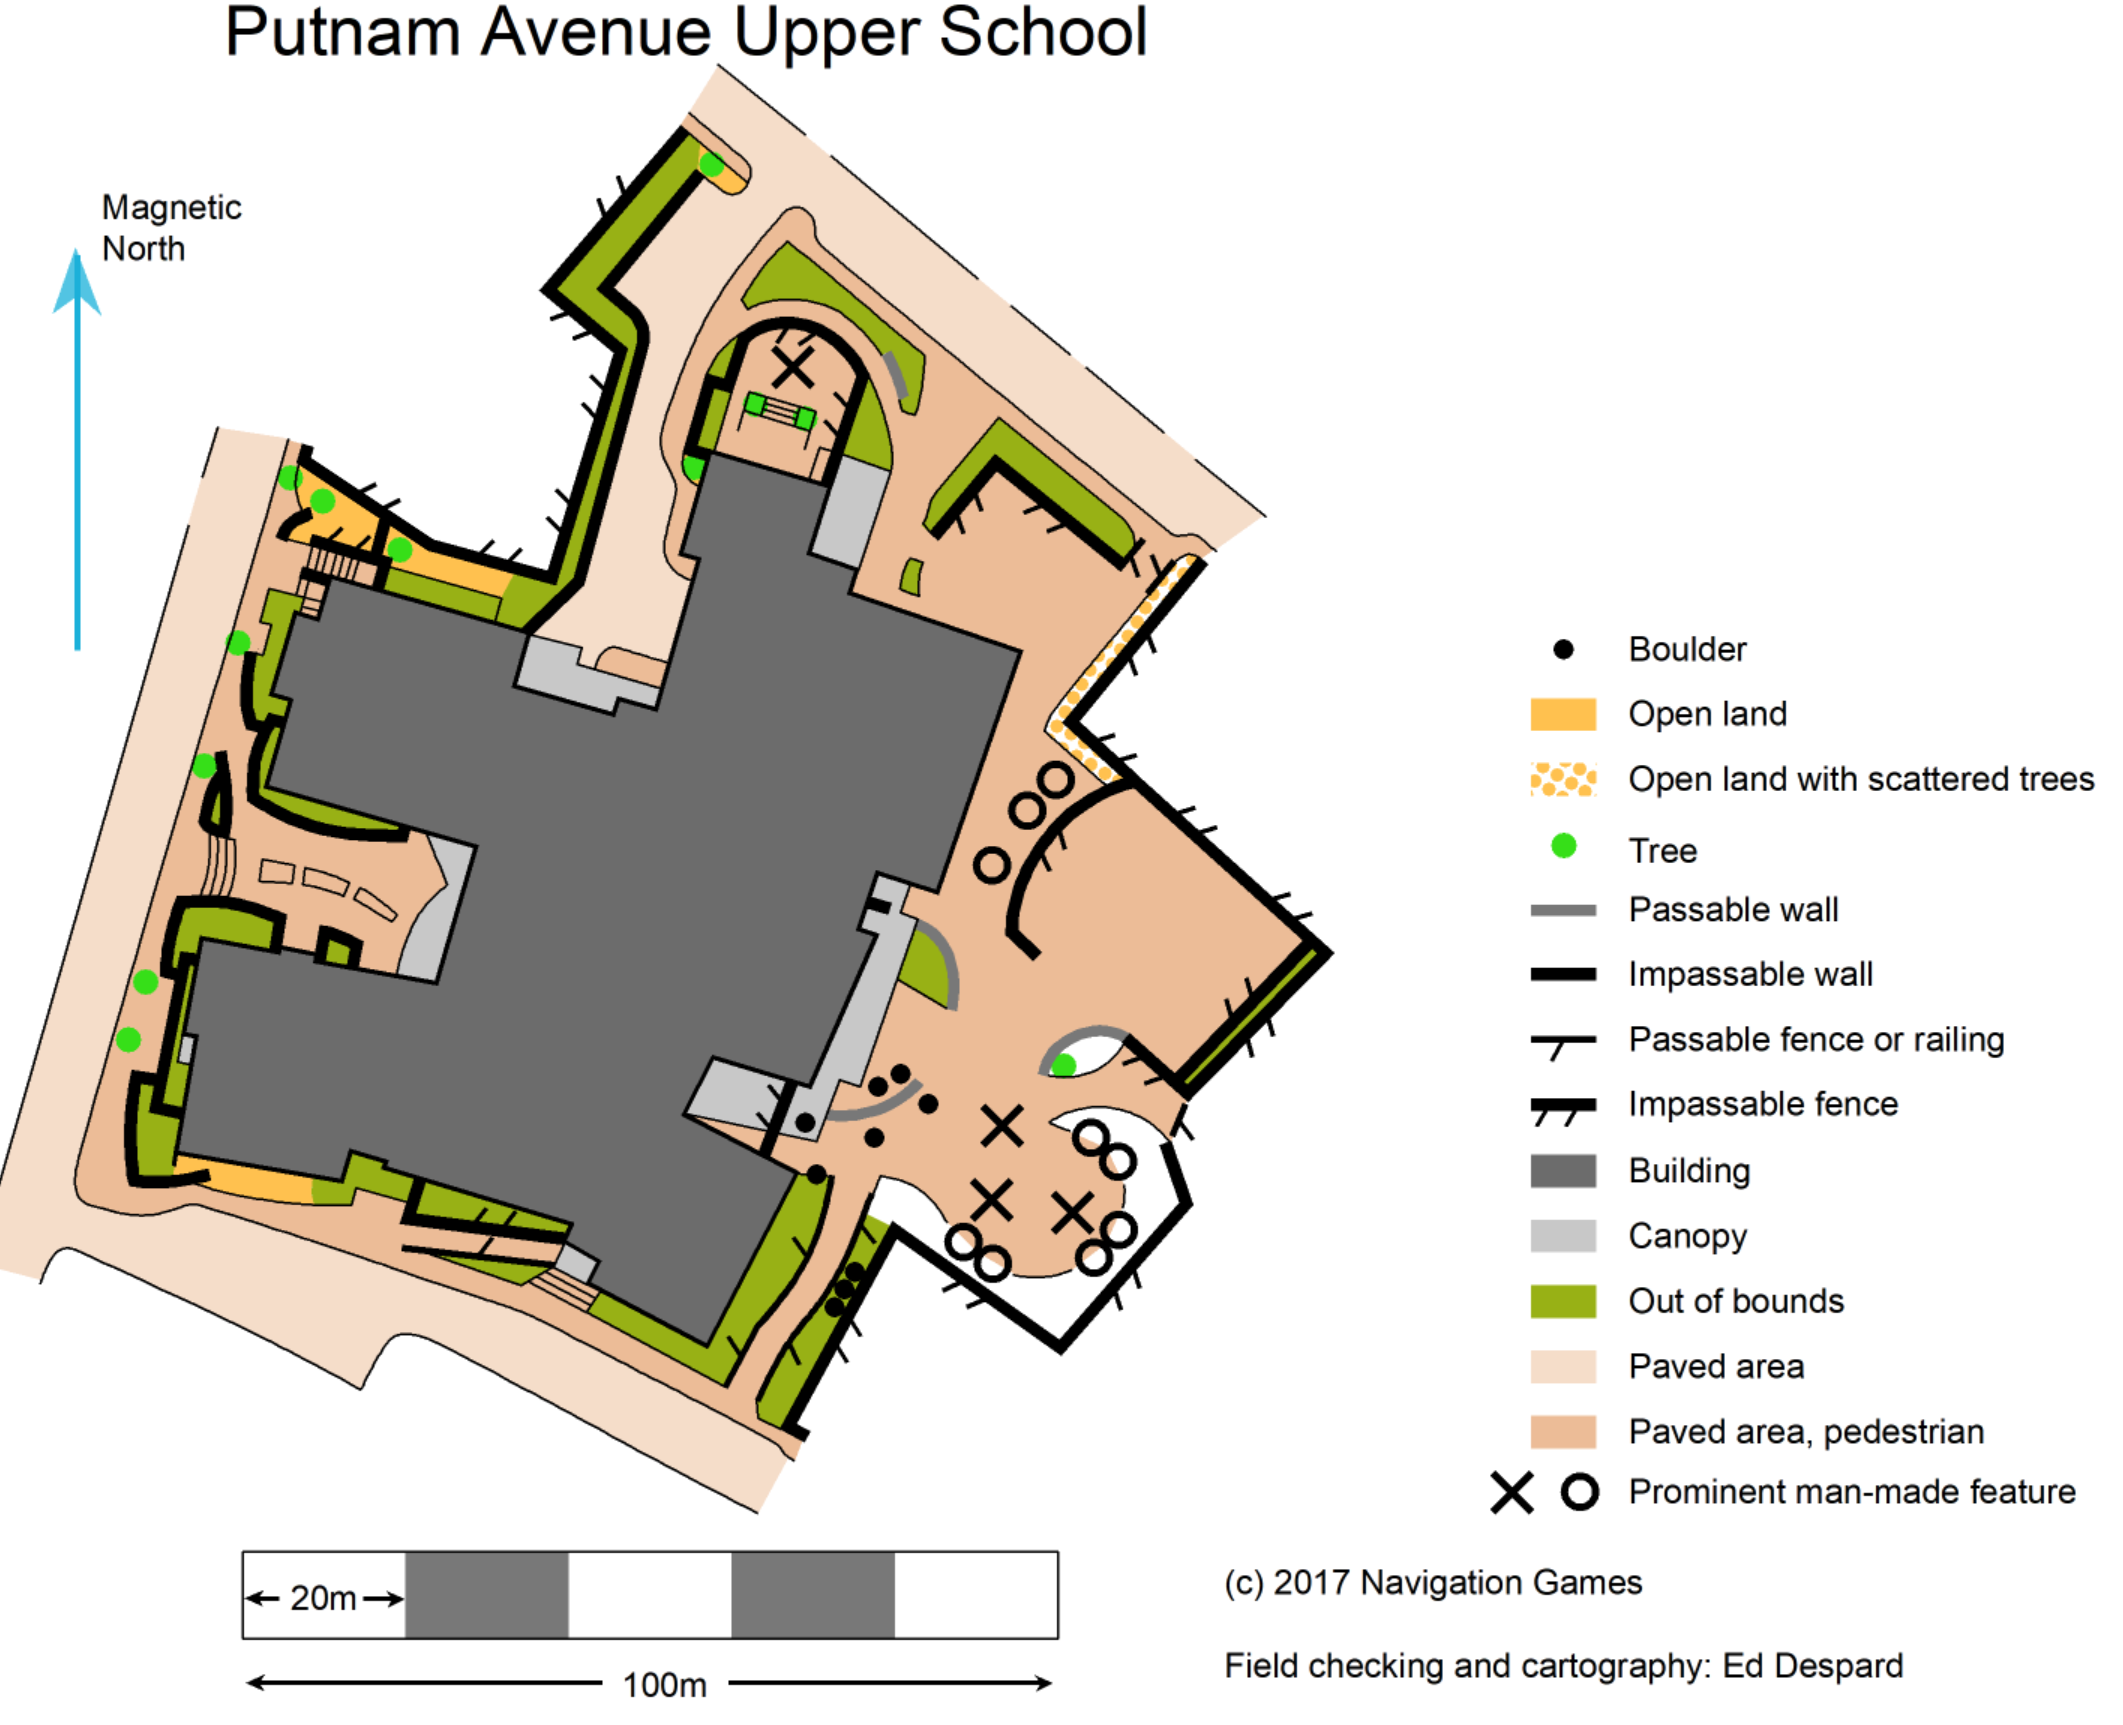 Putnam Avenue Upper School
Magnetic
North
Boulder
Open land
Open land with scattered trees
Tree
Passable wall
Impassable wall
Passable fence or railing
Impassable fence
Building
Canopy
Out of bounds
Paved area
Paved area, pedestrian
Prominent man-made feature
20m
100m
(c) 2017 Navigation Games
Field checking and cartography: Ed Despard